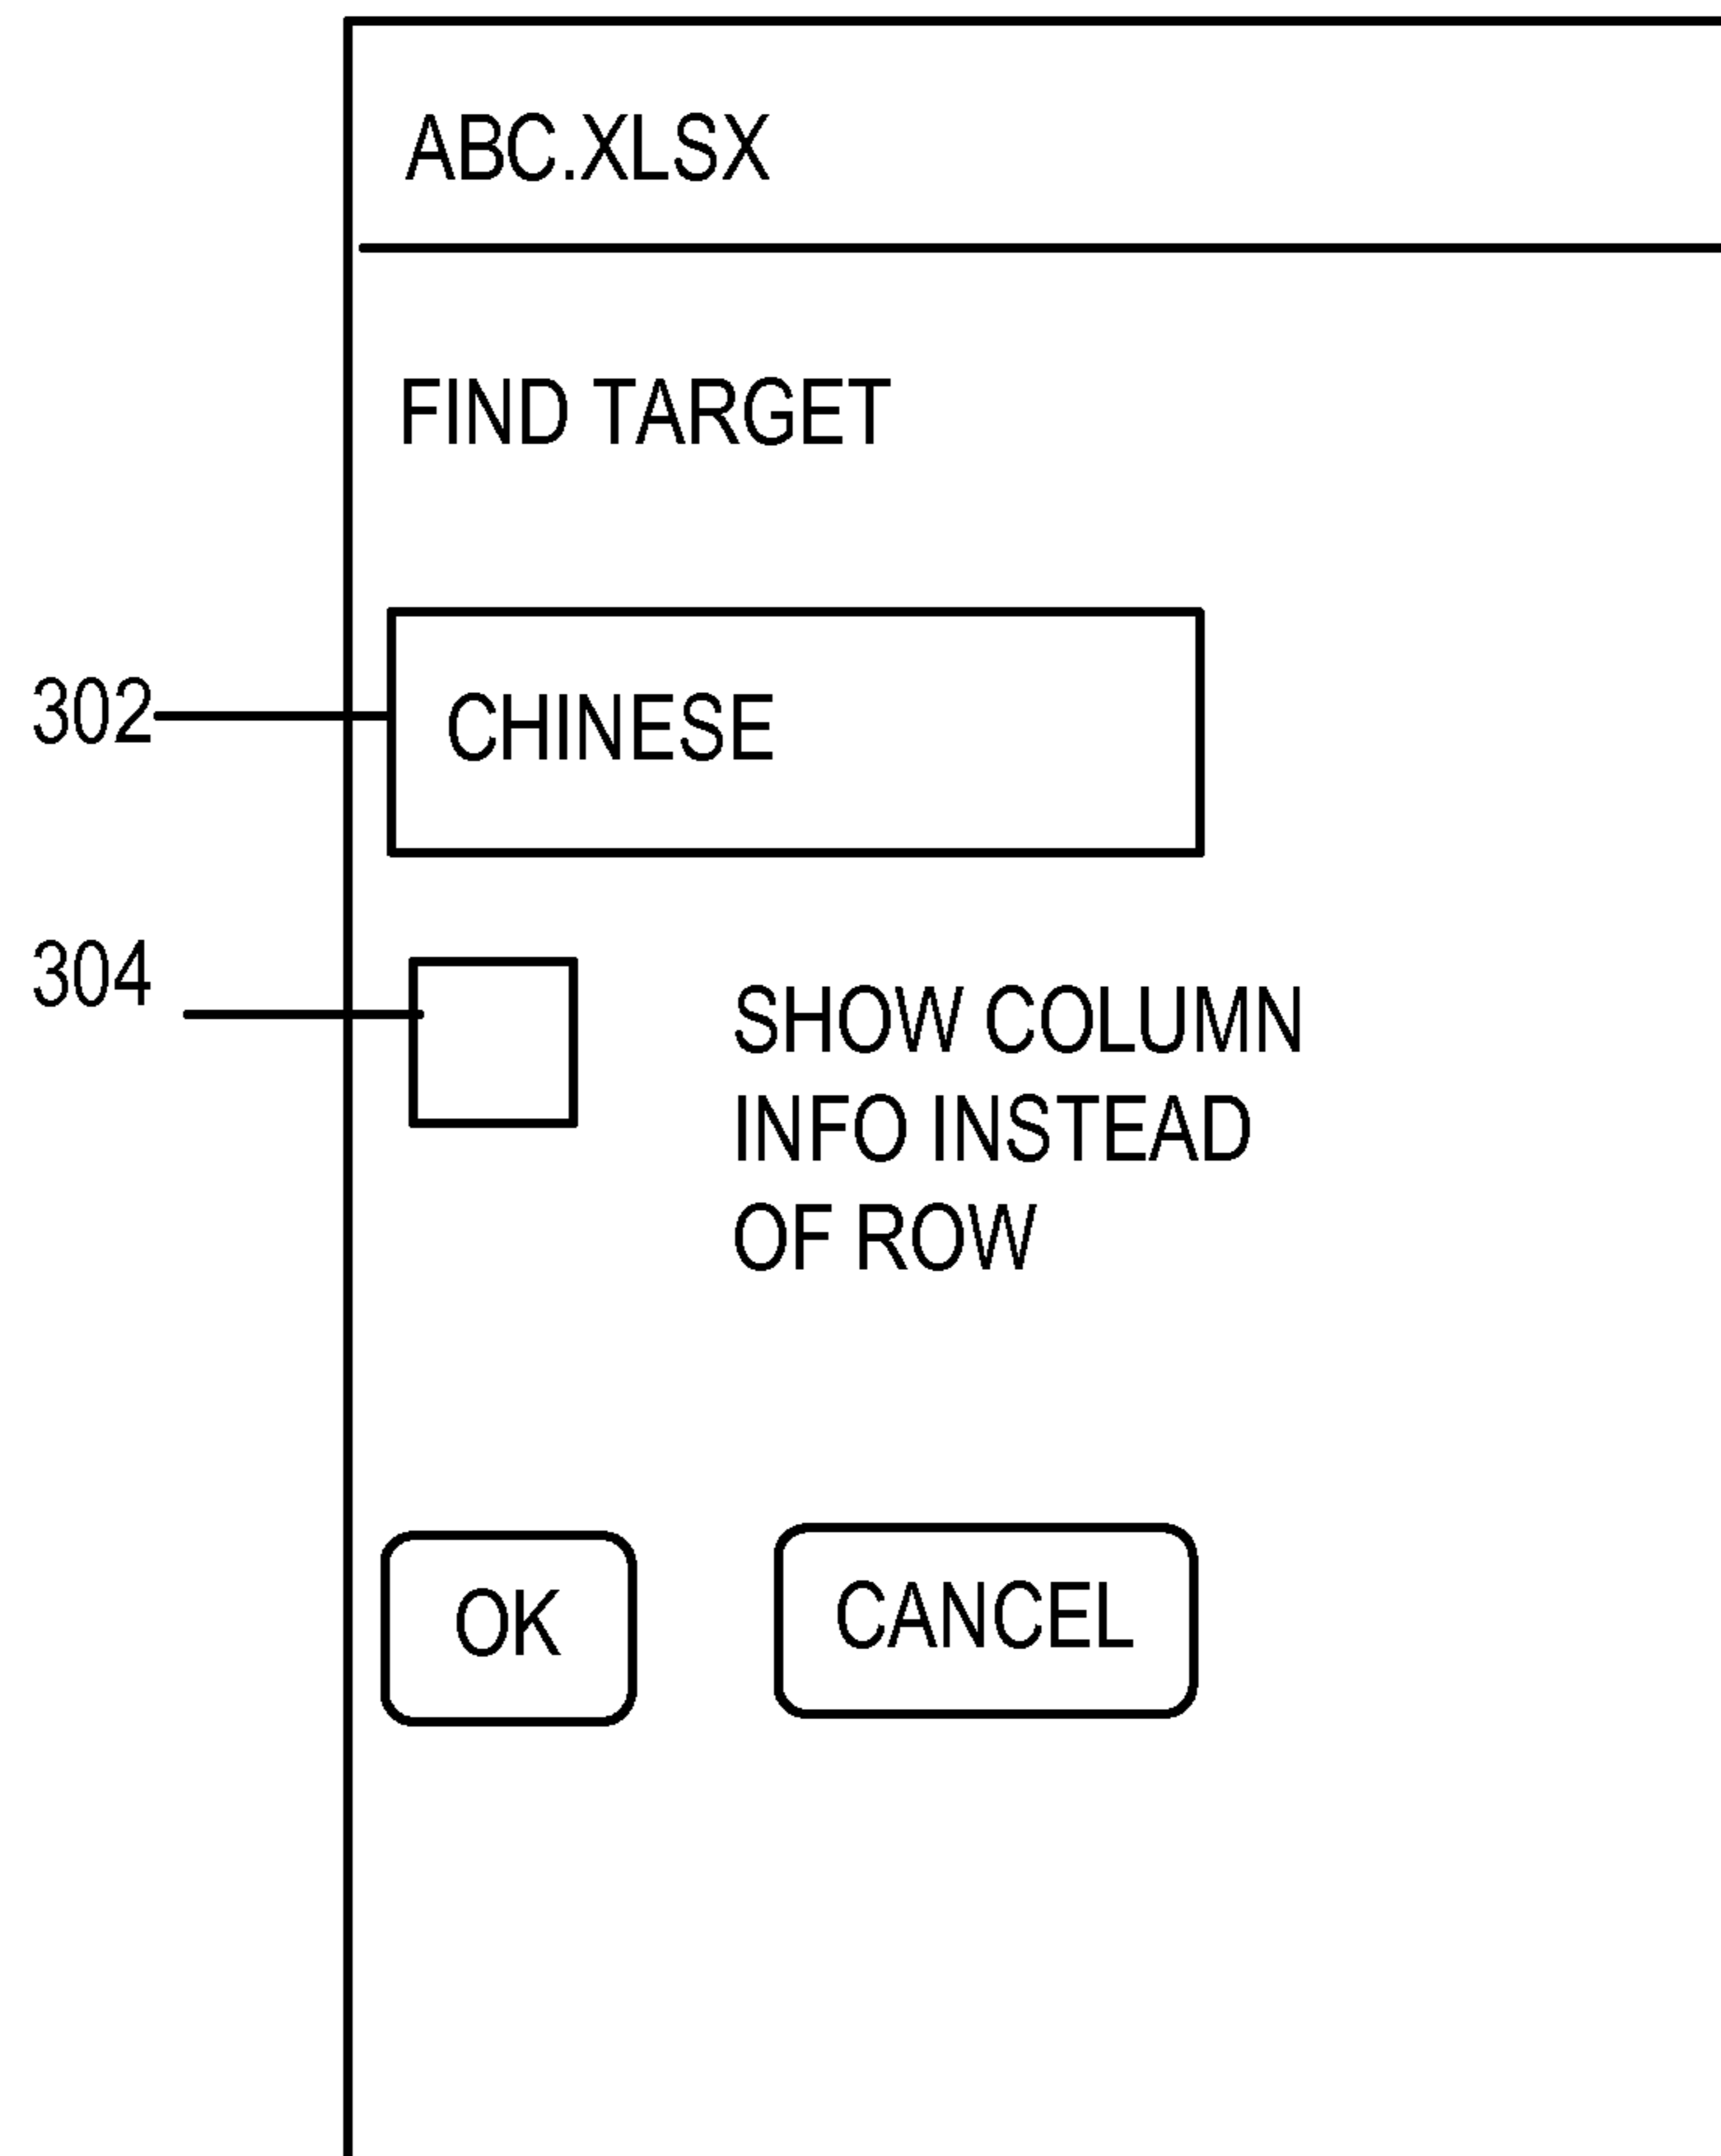 ABC.XLSX
FIND TARGET
302
CHINESE
304
SHOW COLUMN
INFO INSTEAD
OF ROW
OK
CANCEL